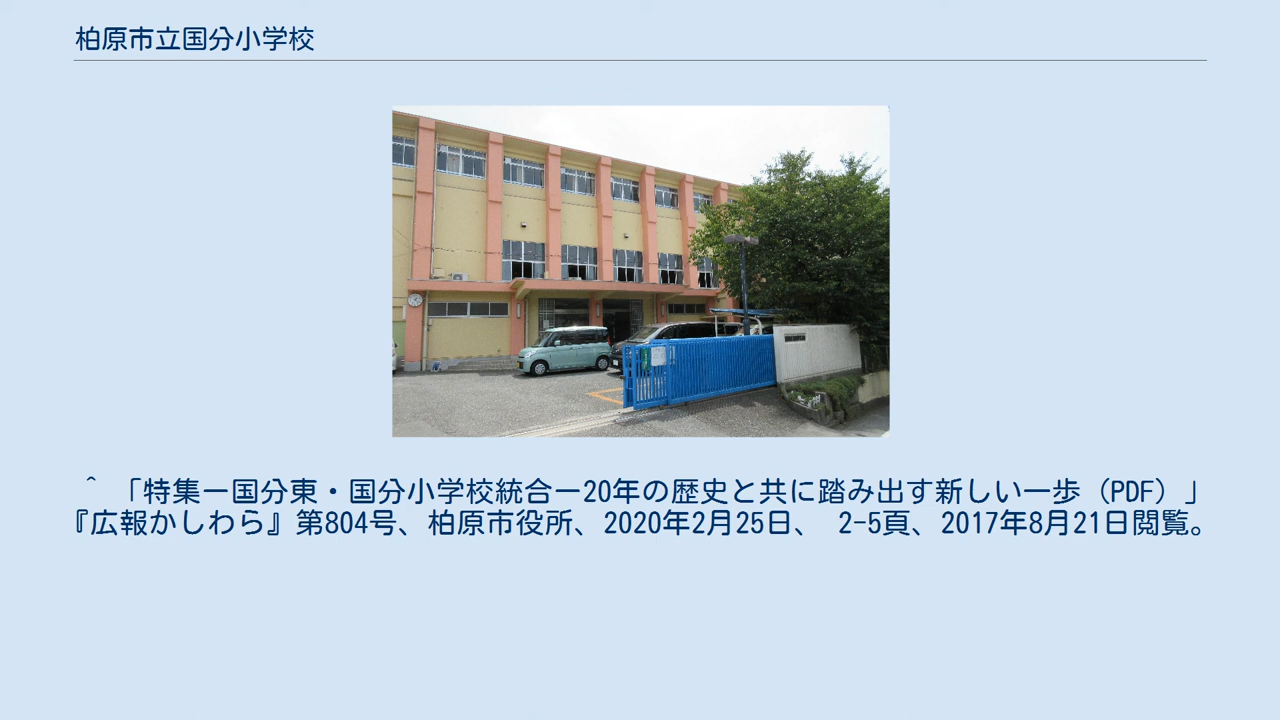 柏原市立国分小学校
^ 「特集ー国分東・国分小学校統合ー20年の歴史と共に踏み出す新しい一歩（PDF）」
『広報かしわら』第804号、柏原市役所、2020年2月25日、 2-5頁、2017年8月21日閲覧。